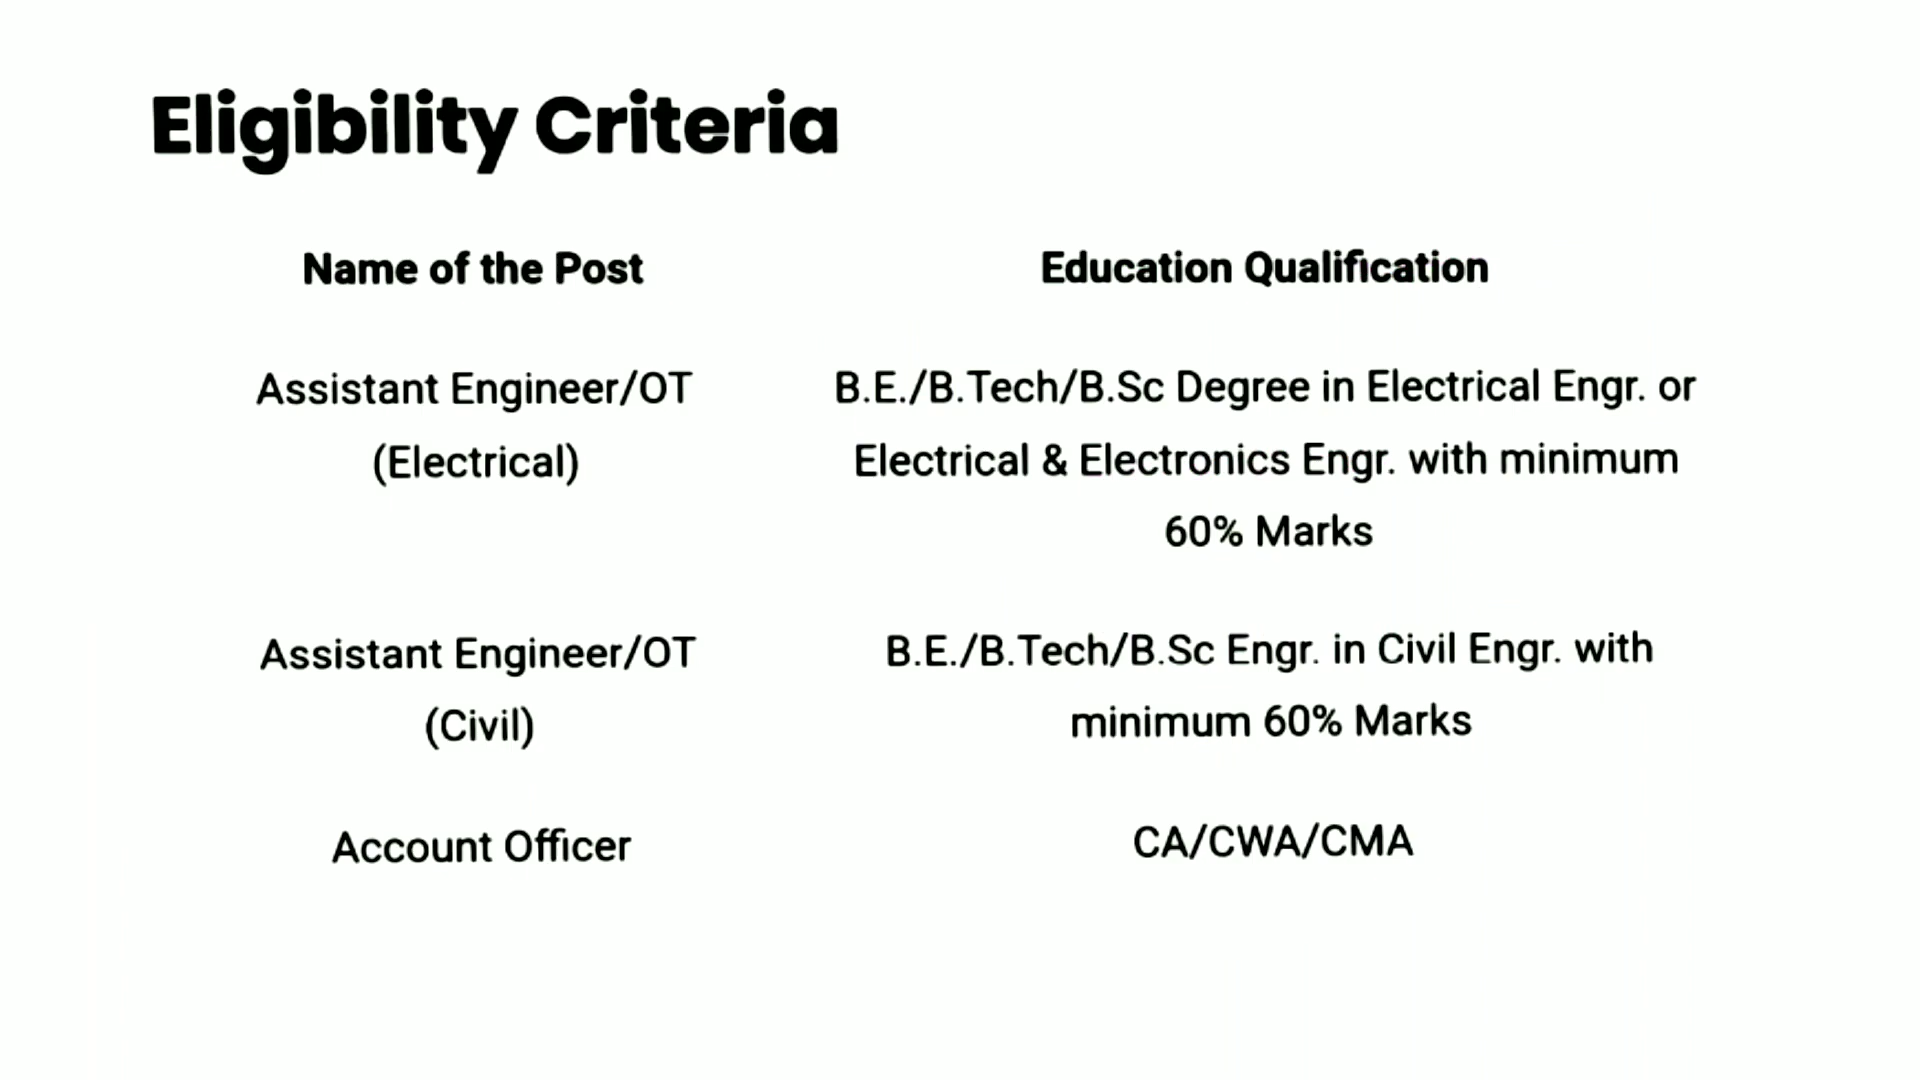 Eligibility Criteria
Name of the Post
Education Qualification
Assistant Engineer/OT
(Electrical)
B.E./B.Tech/B.Sc Degree in Electrical Engr. or
Electrical & Electronics Engr. with minimum
60% Marks
Assistant Engineer/OT
(Civil)
B.E./B.Tech/B.Sc Engr. in Civil Engr. with
minimum 60% Marks
Account Officer
CA/CWA/CMA